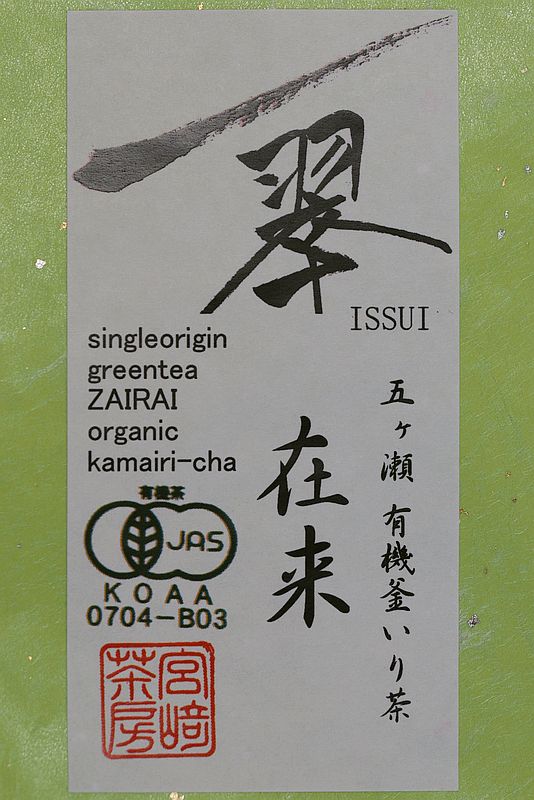 一翠
ISSUI
singleorigin
greentea
ZAIRAI
organic
kamairi-cha
在来
五ヶ瀬 有機釜いり茶
有機茶
JAS
KOAA
0704-B03
宮﨑
茶房